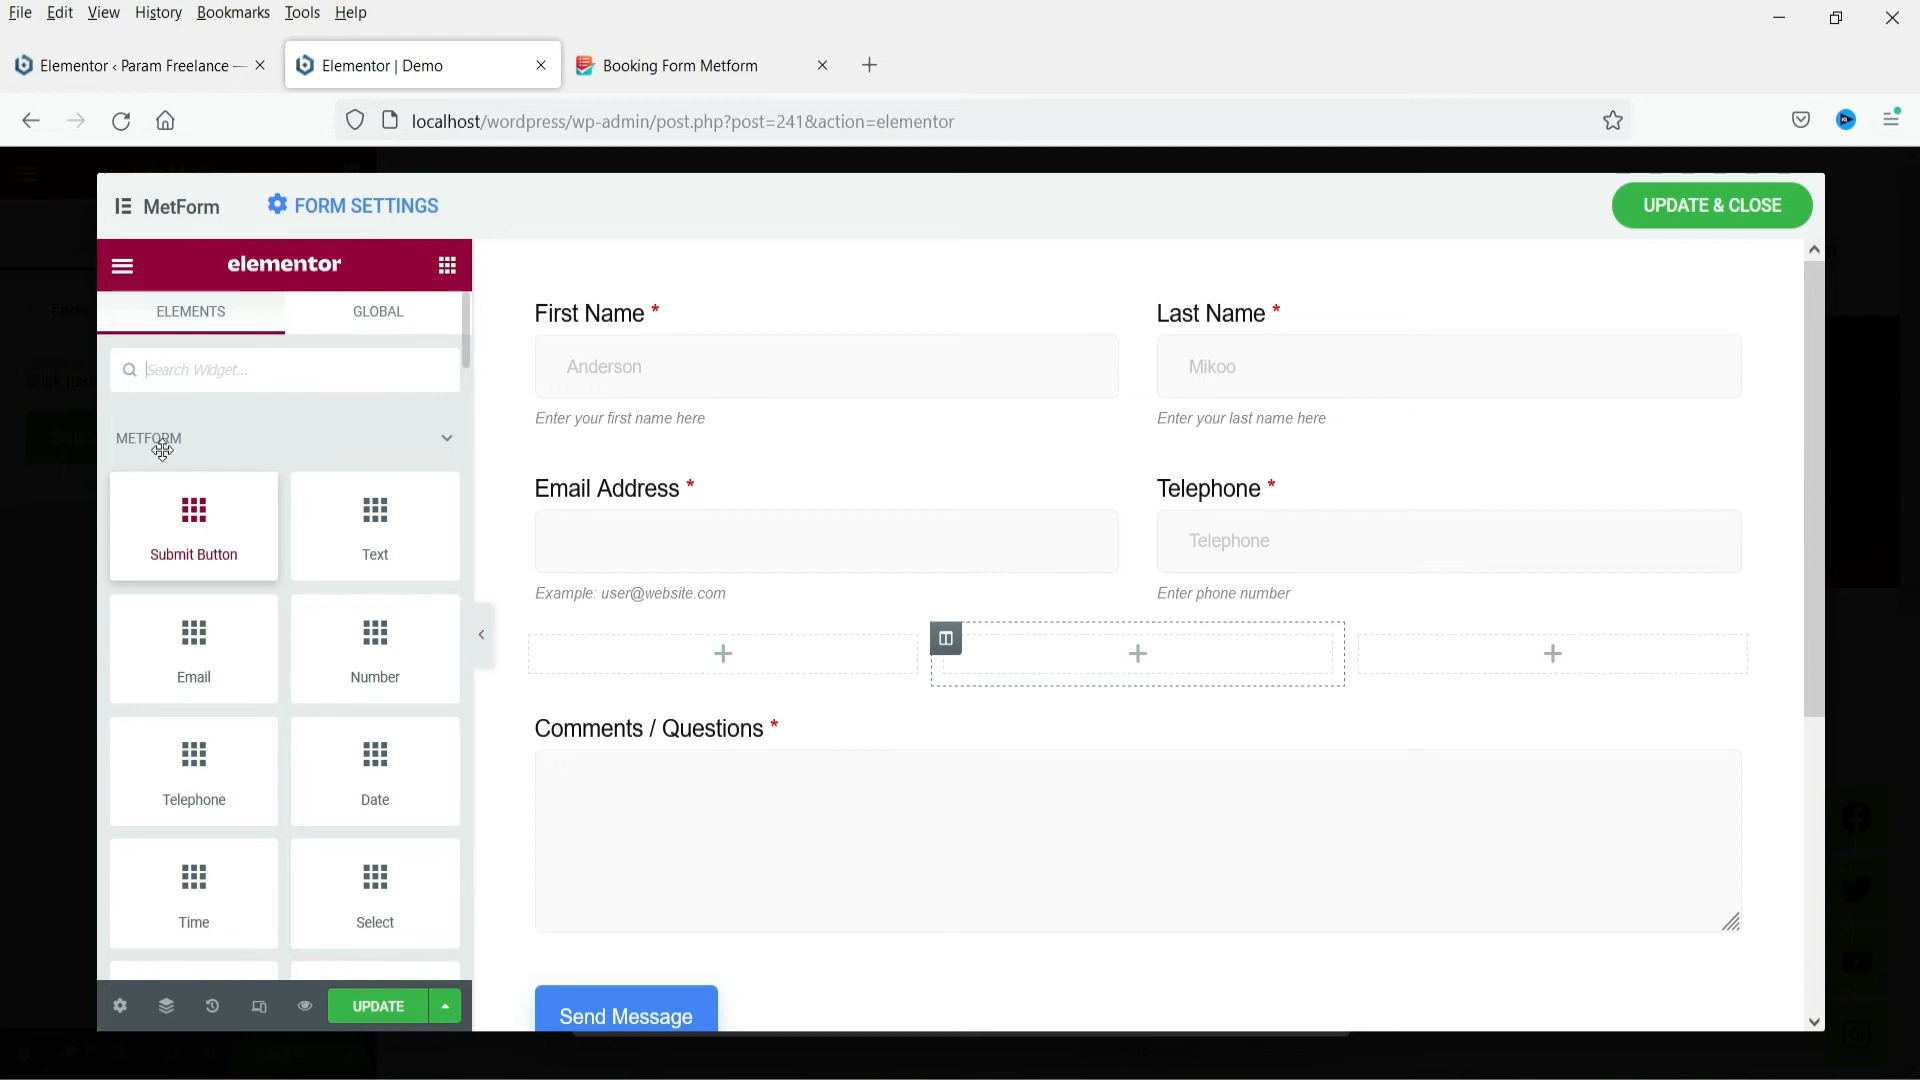 File Edit View History Bookmarks Tools Help
Elementor ‹ Param Freelance —
Elementor | Demo
Booking Form Metform
localhost/wordpress/wp-admin/post.php?post=241&action=elementor
MetForm
FORM SETTINGS
UPDATE & CLOSE
elementor
ELEMENTS
GLOBAL
Search Widget...
METFORM
Submit Button
Text
Email
Number
Telephone
Date
Time
Select
UPDATE
First Name *
Last Name *
Anderson
Mikoo
Enter your first name here
Enter your last name here
Email Address *
Telephone *
Telephone
Example: user@website.com
Enter phone number
Comments / Questions *
Send Message